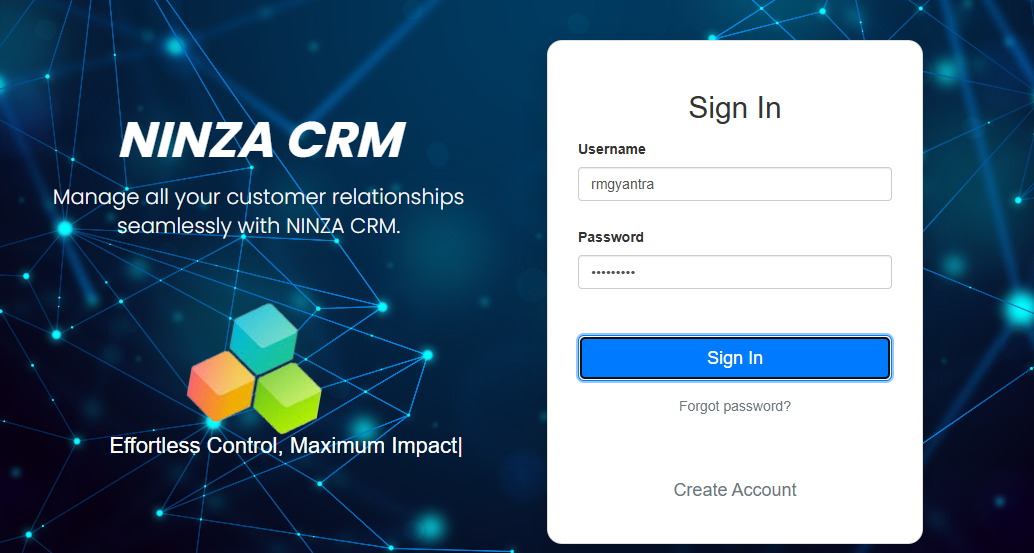 NINZA CRM
Manage all your customer relationships
seamlessly with NINZA CRM.
Effortless Control, Maximum Impact|
Sign In
Username
rmgyantra
Password
•••••••••
Sign In
Forgot password?
Create Account